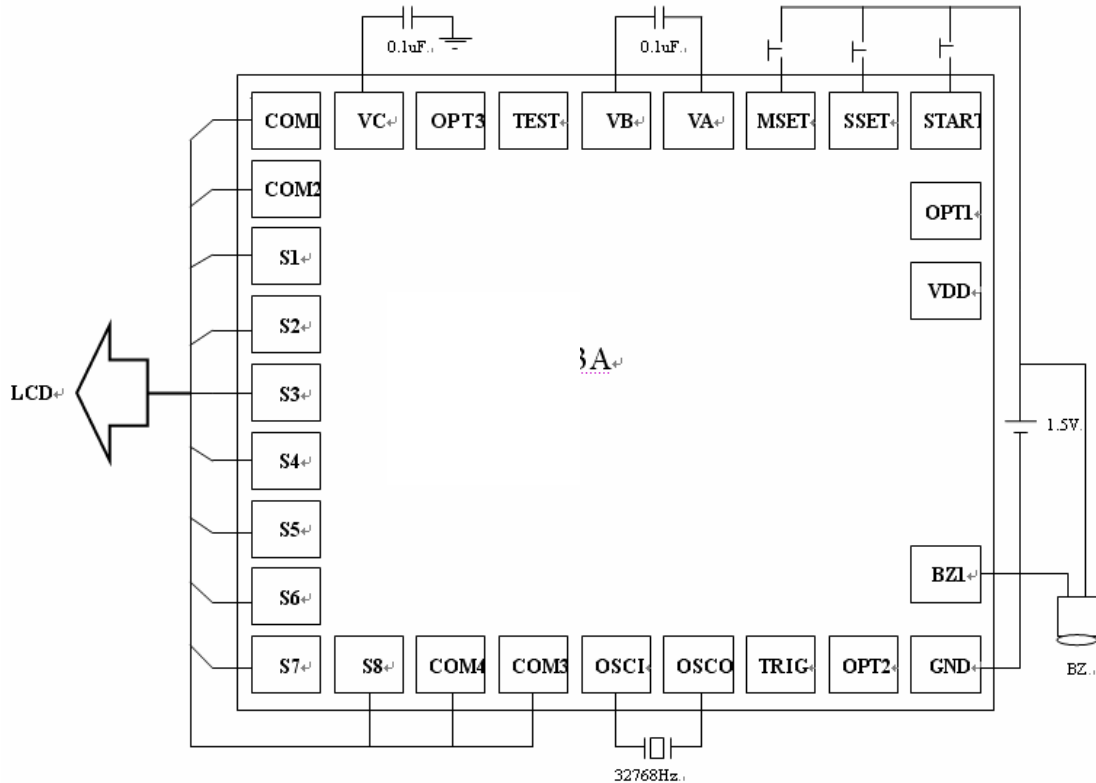 0.1uF.
0.1uF.
COM1 VC OPT3 TEST VB VA MSET SSET START
COM2
OPT1
S1
VDD
S2
3A
LCD
S3
1.5V.
S4
S5
BZ1
S6
S7 S8 COM4 COM3 OSCI OSCO TRIG OPT2 GND
BZ.
32768Hz.